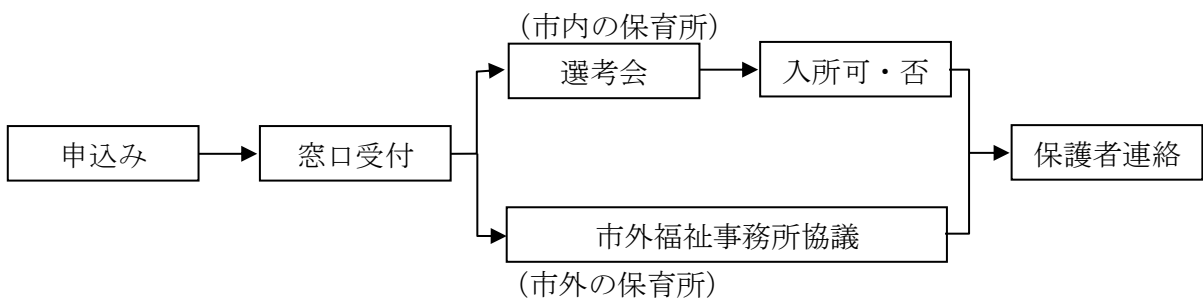 （市内の保育所）
選考会
入所可・否
申込み
窓口受付
保護者連絡
市外福祉事務所協議
（市外の保育所）